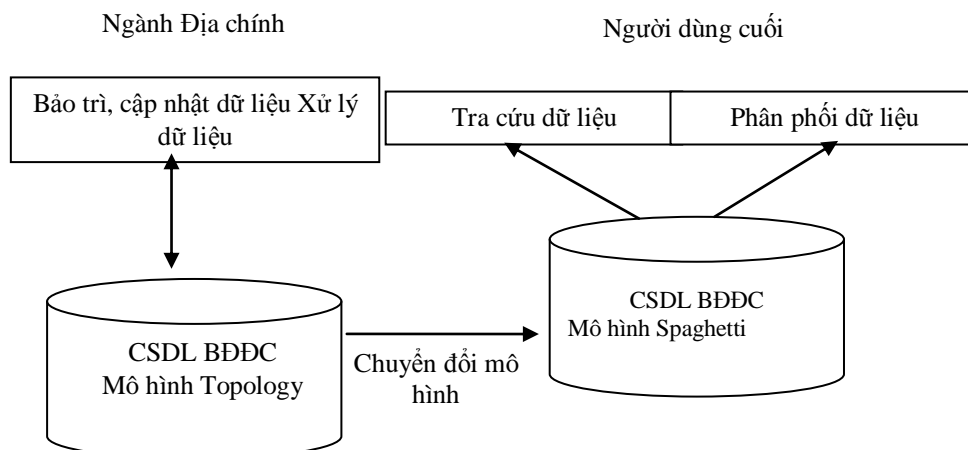 Ngành Địa chính
Người dùng cuối
Bảo trì, cập nhật dữ liệu Xử lý
dữ liệu
Tra cứu dữ liệu
Phân phối dữ liệu
CSDL BĐĐC
Mô hình Spaghetti
CSDL BĐĐC
Mô hình Topology
Chuyển đổi mô
hình